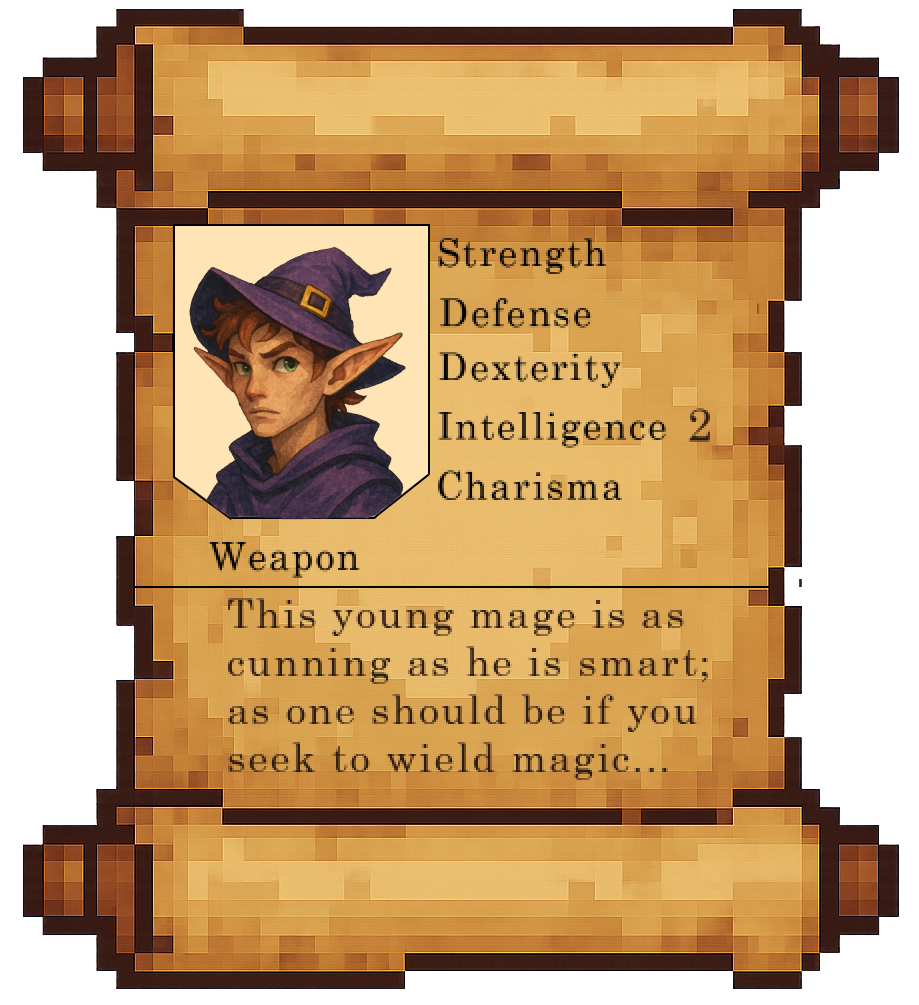 Strength
Defense
Dexterity
Intelligence 2
Charisma
Weapon
This young mage is as
cunning as he is smart;
as one should be if you
seek to wield magic...